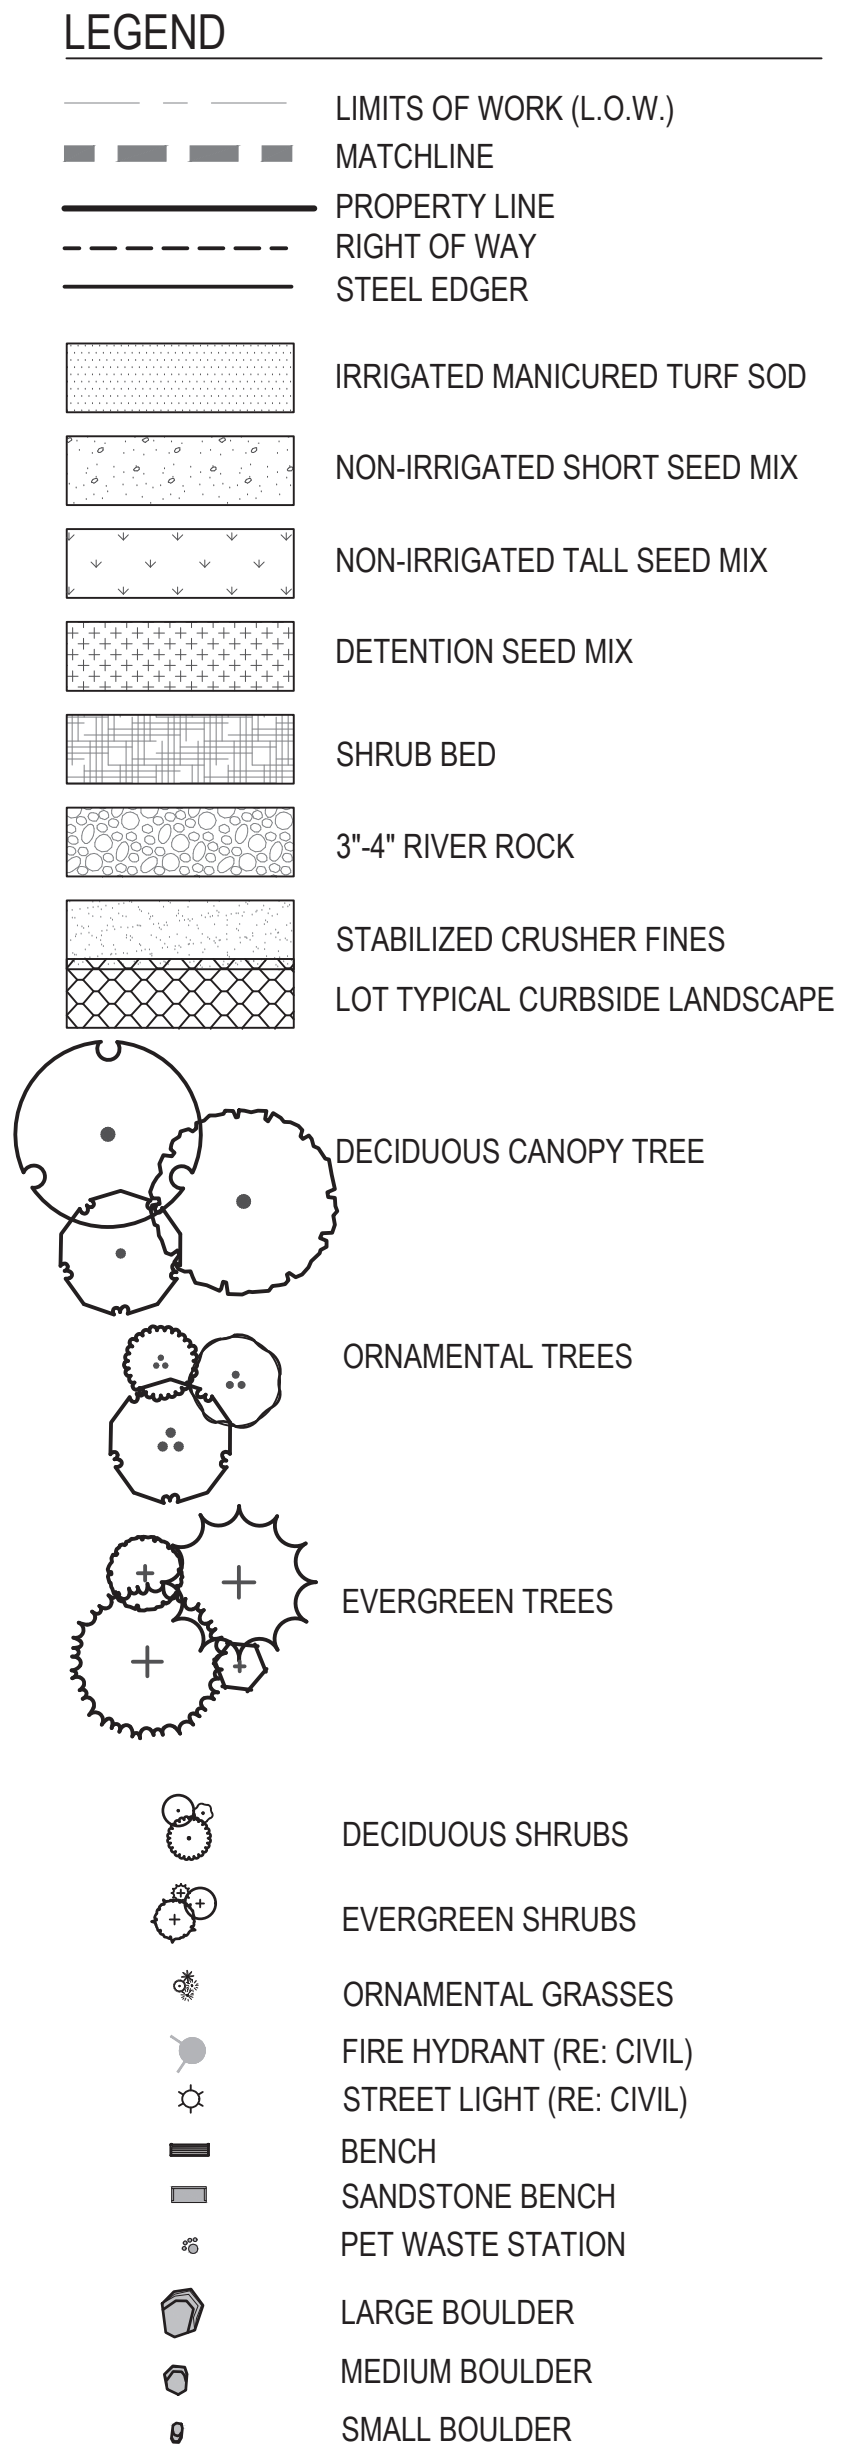 LEGEND
LIMITS OF WORK (L.O.W.)
MATCHLINE
PROPERTY LINE
RIGHT OF WAY
STEEL EDGER
IRRIGATED MANICURED TURF SOD
NON-IRRIGATED SHORT SEED MIX
NON-IRRIGATED TALL SEED MIX
DETENTION SEED MIX
SHRUB BED
3"-4" RIVER ROCK
STABILIZED CRUSHER FINES
LOT TYPICAL CURBSIDE LANDSCAPE
DECIDUOUS CANOPY TREE
ORNAMENTAL TREES
EVERGREEN TREES
DECIDUOUS SHRUBS
EVERGREEN SHRUBS
ORNAMENTAL GRASSES
FIRE HYDRANT (RE: CIVIL)
STREET LIGHT (RE: CIVIL)
BENCH
SANDSTONE BENCH
PET WASTE STATION
LARGE BOULDER
MEDIUM BOULDER
SMALL BOULDER